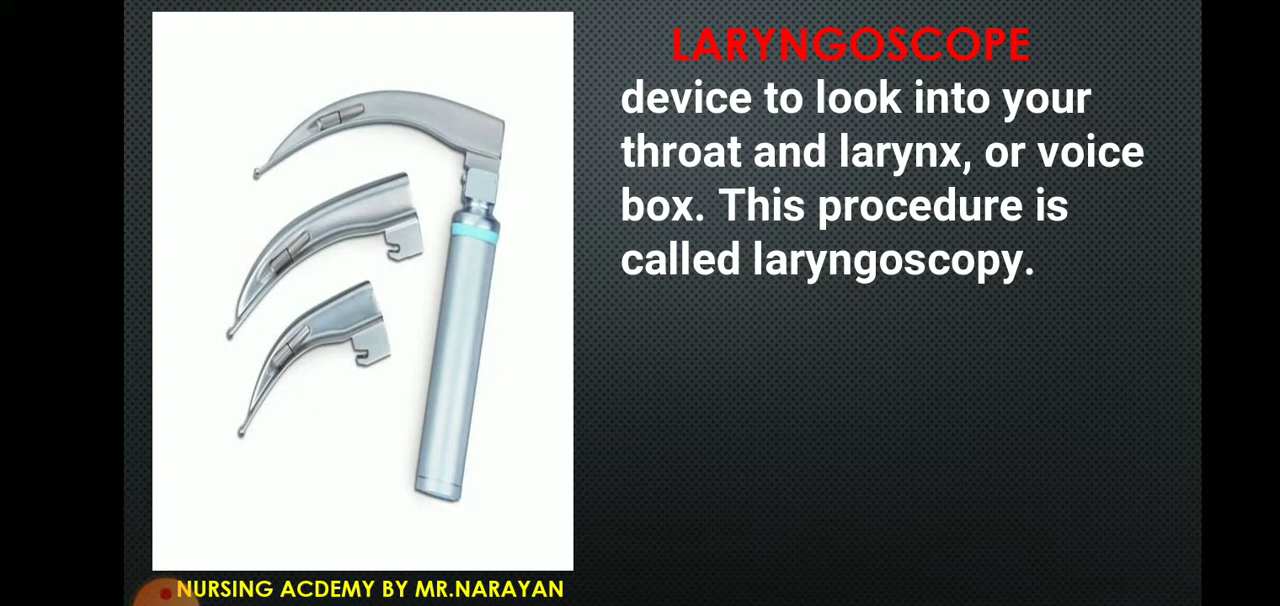 LARYNGOSCOPE
device to look into your
throat and larynx, or voice
box. This procedure is
called laryngoscopy.
NURSING ACDEMY BY MR.NARAYAN